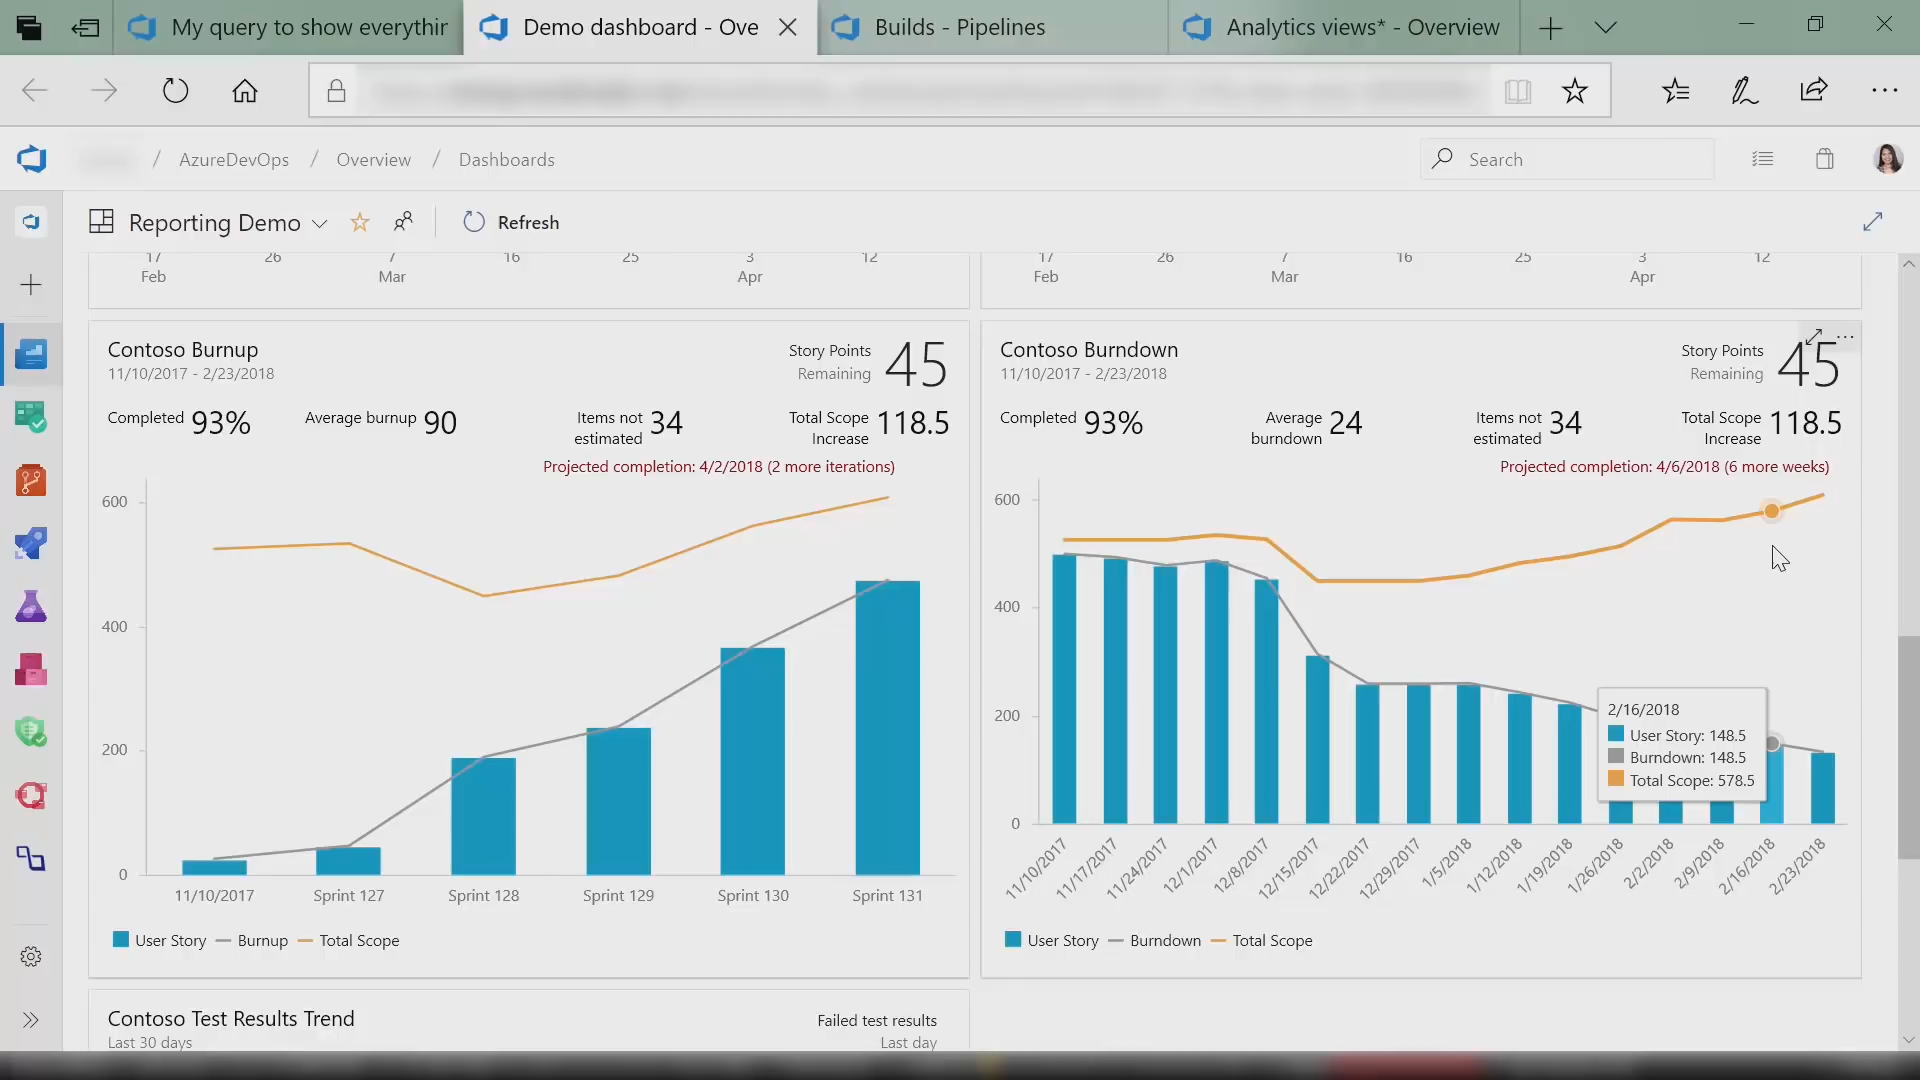 My query to show everythin
Demo dashboard - Ove
Builds - Pipelines
Analytics views* - Overview
/ AzureDevOps / Overview / Dashboards
Search
Reporting Demo
Refresh
17 26 7 16 25 3 12
Feb Mar Apr
17 26 7 16 25 3 12
Feb Mar Apr
Contoso Burnup
11/10/2017 - 2/23/2018
Story Points
Remaining
45
Completed 93%
Average burnup 90
Items not
estimated
34
Total Scope
Increase
118.5
Projected completion: 4/2/2018 (2 more iterations)
600
400
200
0
11/10/2017 Sprint 127 Sprint 128 Sprint 129 Sprint 130 Sprint 131
User Story Burnup Total Scope
Contoso Burndown
11/10/2017 - 2/23/2018
Story Points
Remaining
45
Completed 93%
Average
burndown
24
Items not
estimated
34
Total Scope
Increase
118.5
Projected completion: 4/6/2018 (6 more weeks)
600
400
200
0
2/16/2018
User Story: 148.5
Burndown: 148.5
Total Scope: 578.5
11/10/2017 11/17/2017 11/24/2017 12/1/2017 12/8/2017 12/15/2017 12/22/2017 12/29/2017 1/5/2018 1/12/2018 1/19/2018 1/26/2018 2/2/2018 2/9/2018 2/16/2018 2/23/2018
User Story Burndown Total Scope
Contoso Test Results Trend
Last 30 days
Failed test results
Last day